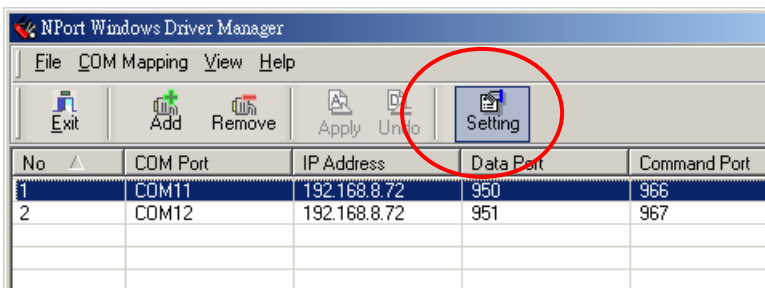 NPort Windows Driver Manager
File COM Mapping View Help
Exit Add Remove Apply Undo Setting
No COM Port IP Address Data Port Command Port
1 COM11 192.168.8.72 950 966
2 COM12 192.168.8.72 951 967